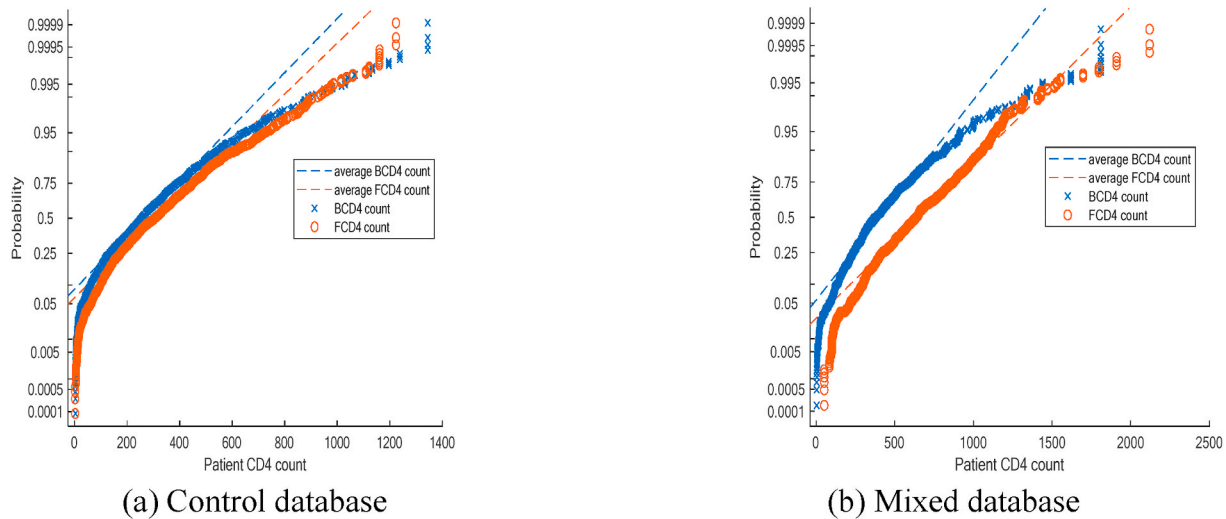 0.9999
0.9995
0.995
0.95
0.75
0.5
0.25
0.05
0.005
0.0005
0.0001
Probability
average BCD4 count
average FCD4 count
BCD4 count
FCD4 count
0 200 400 600 800 1000 1200 1400
Patient CD4 count
(a) Control database
0.9999
0.9995
0.995
0.95
0.75
0.5
0.25
0.05
0.005
0.0005
0.0001
Probability
average BCD4 count
average FCD4 count
BCD4 count
FCD4 count
0 500 1000 1500 2000 2500
Patient CD4 count
(b) Mixed database